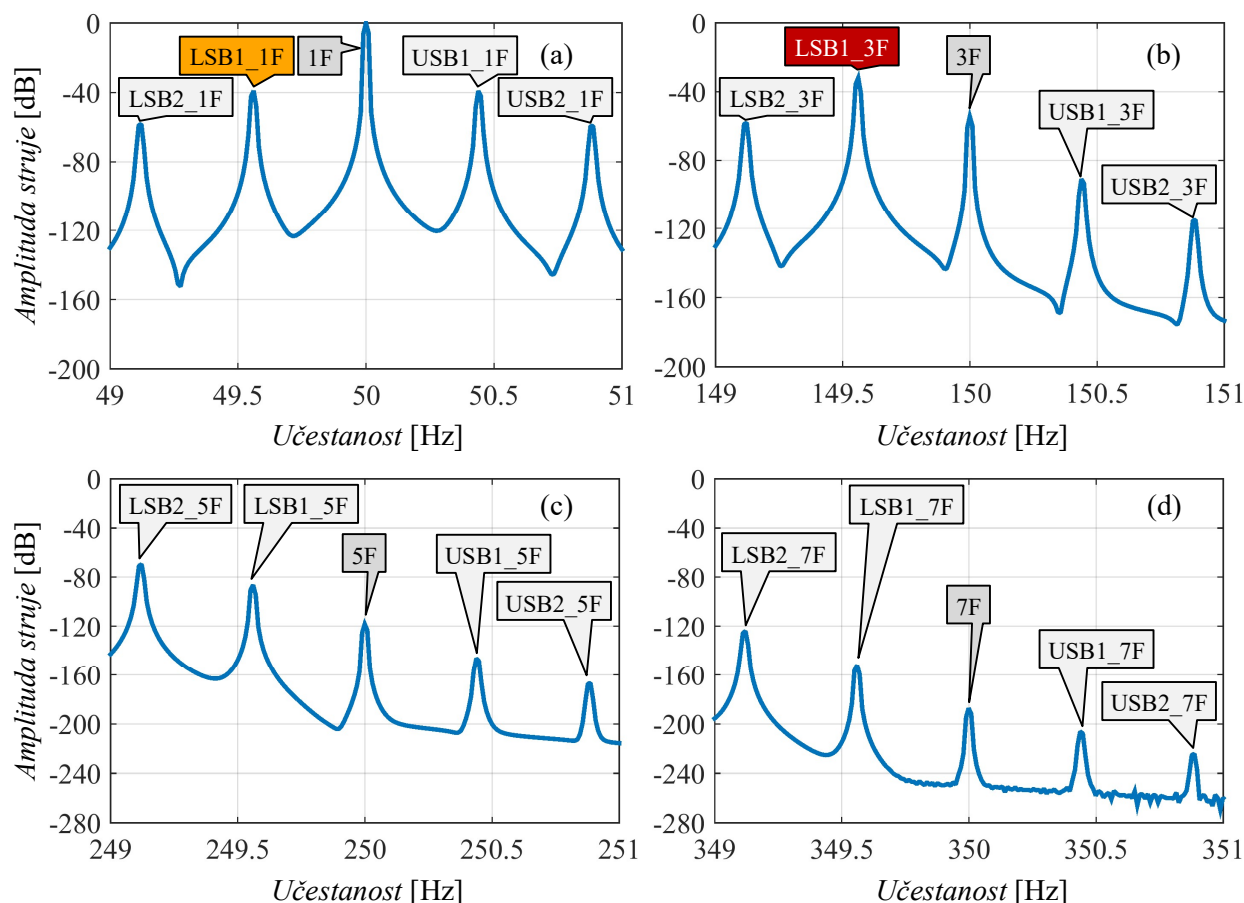 0
-40
-80
-120
-160
-200
49
49.5
50
50.5
51
Amplituda struje [dB]
Učestanost [Hz]
(a)
LSB2_1F
LSB1_1F
1F
USB1_1F
USB2_1F
0
-40
-80
-120
-160
-200
149
149.5
150
150.5
151
Učestanost [Hz]
(b)
LSB2_3F
LSB1_3F
3F
USB1_3F
USB2_3F
0
-40
-80
-120
-160
-200
-240
-280
249
249.5
250
250.5
251
Amplituda struje [dB]
Učestanost [Hz]
(c)
LSB2_5F
LSB1_5F
5F
USB1_5F
USB2_5F
0
-40
-80
-120
-160
-200
-240
-280
349
349.5
350
350.5
351
Učestanost [Hz]
(d)
LSB2_7F
LSB1_7F
7F
USB1_7F
USB2_7F